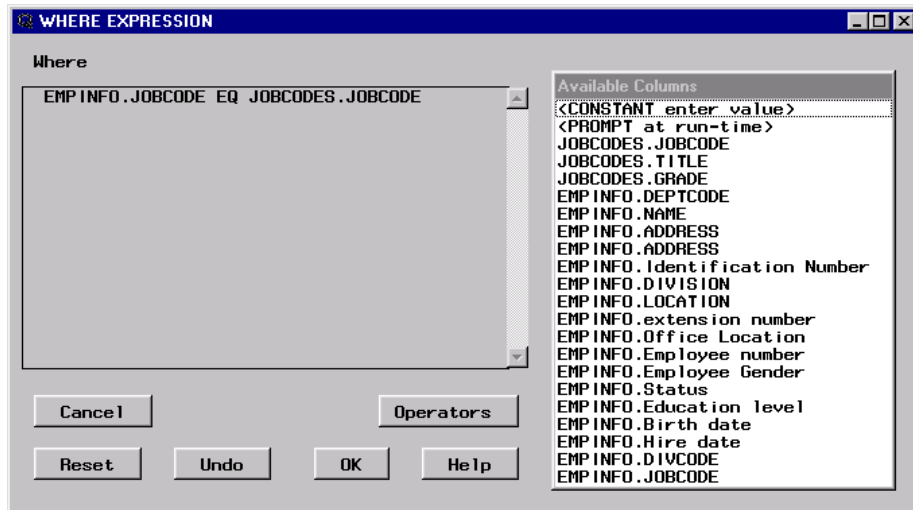 WHERE EXPRESSION
Where
EMPINFO.JOBCODE EQ JOBCODES.JOBCODE
Available Columns
<CONSTANT enter value>
<PROMPT at run-time>
JOBCODES.JOBCODE
JOBCODES.TITLE
JOBCODES.GRADE
EMPINFO.DEPTCODE
EMPINFO.NAME
EMPINFO.ADDRESS
EMPINFO.ADDRESS
EMPINFO.Identification Number
EMPINFO.DIVISION
EMPINFO.LOCATION
EMPINFO.extension number
EMPINFO.Office Location
EMPINFO.Employee number
EMPINFO.Employee Gender
EMPINFO.Status
EMPINFO.Education level
EMPINFO.Birth date
EMPINFO.Hire date
EMPINFO.DIVCODE
EMPINFO.JOBCODE
Cancel Operators
Reset Undo OK Help